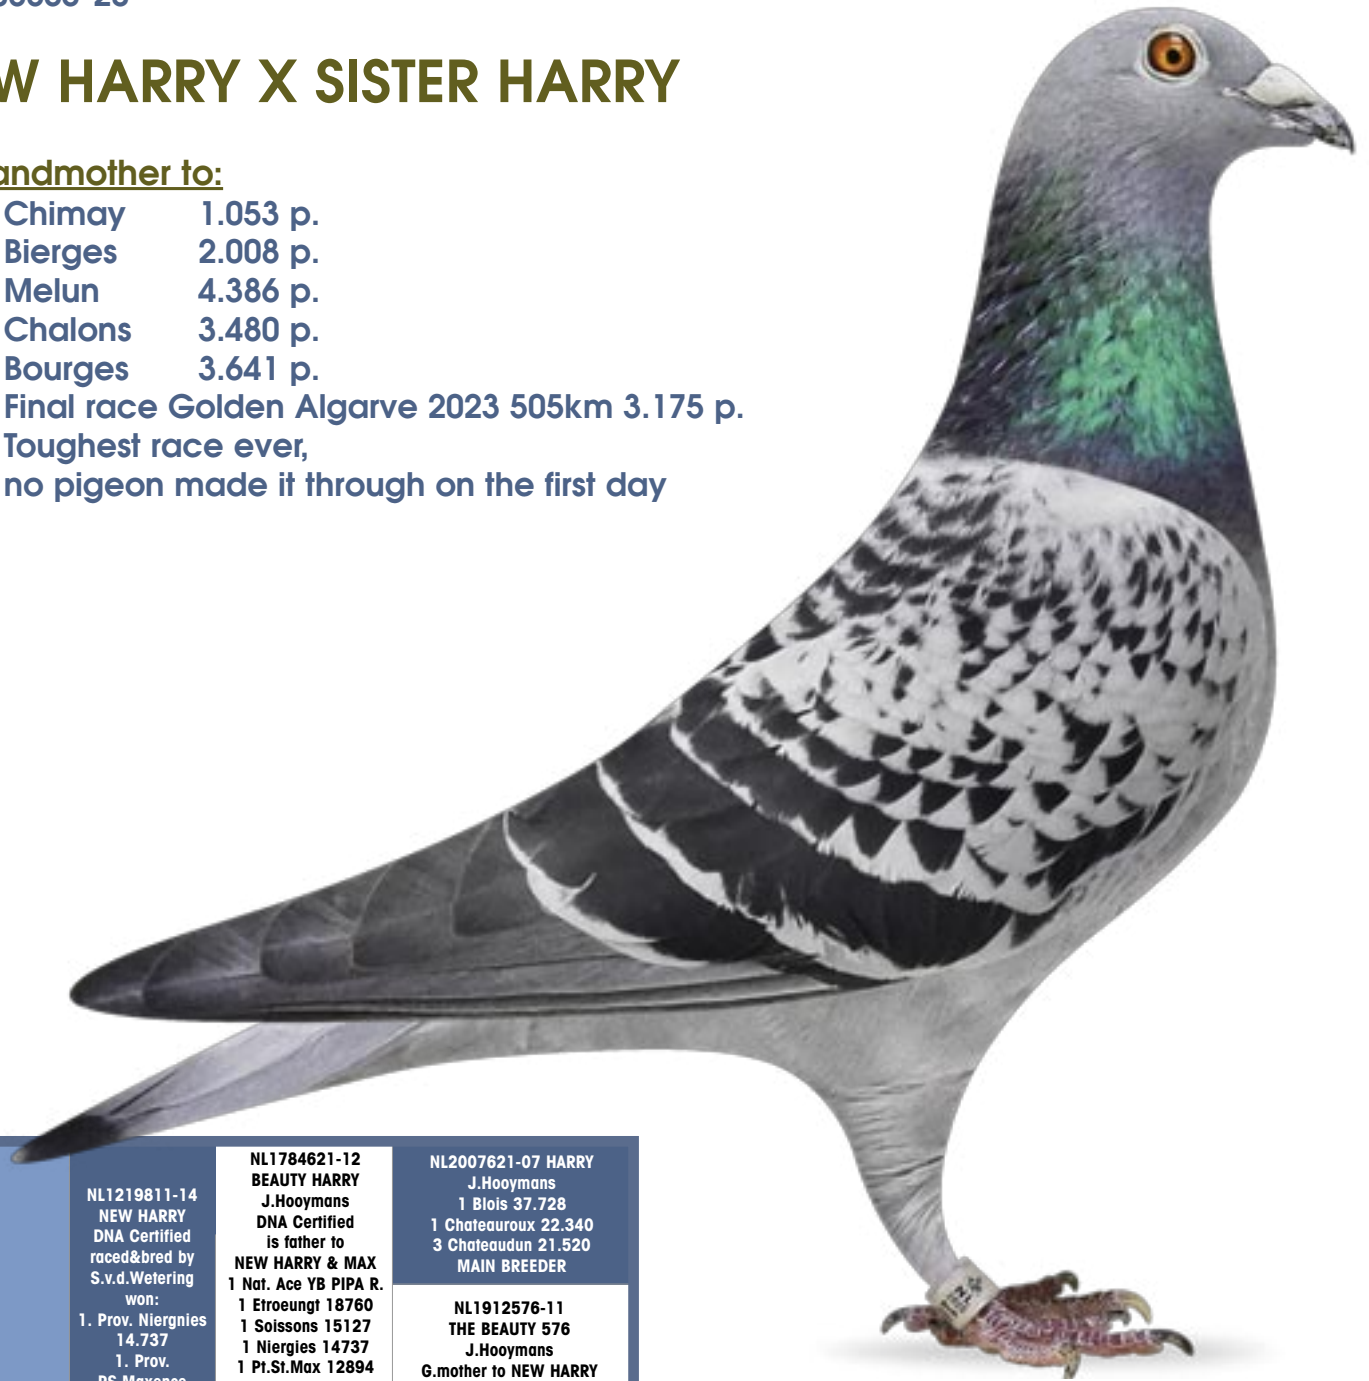 W HARRY X SISTER HARRY
andmother to:
Chimay 1.053 p.
Bierges 2.008 p.
Melun 4.386 p.
Chalons 3.480 p.
Bourges 3.641 p.
Final race Golden Algarve 2023 505km 3.175 p.
Toughest race ever,
no pigeon made it through on the first day
NL1219811-14
NEW HARRY
DNA Certified
raced&bred by
S.v.d.Wetering
won:
1. Prov. Niergnies
14.737
1. Prov.
NL1784621-12
BEAUTY HARRY
J.Hooymans
DNA Certified
is father to
NEW HARRY & MAX
1 Nat. Ace YB PIPA R.
1 Etroeungt 18760
1 Soissons 15127
1 Niergies 14737
1 Pt.St.Max 12894
NL2007621-07 HARRY
J.Hooymans
1 Blois 37.728
1 Chateauroux 22.340
3 Chateaudun 21.520
MAIN BREEDER
NL1912576-11
THE BEAUTY 576
J.Hooymans
G.mother to NEW HARRY
NL